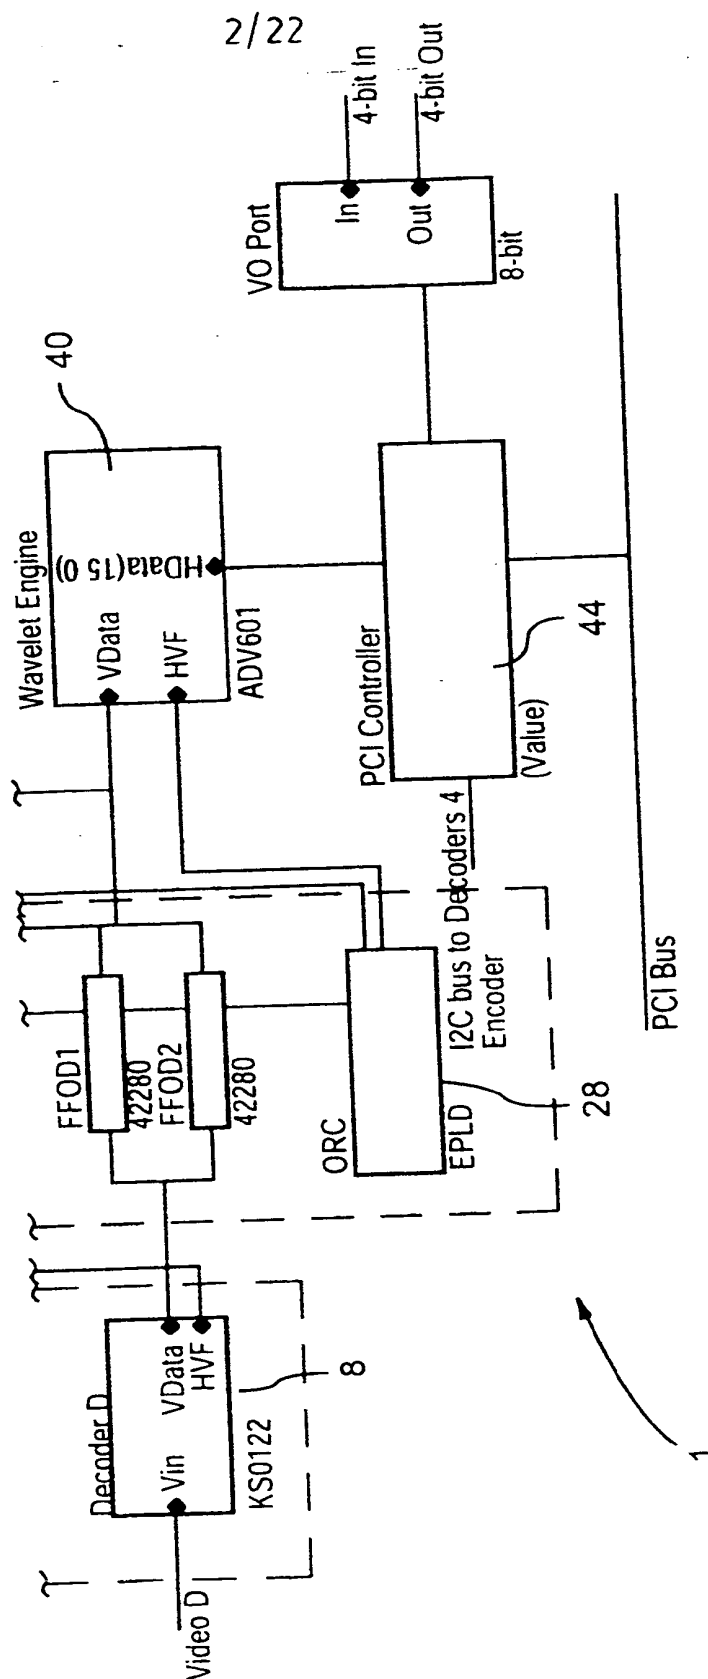 2/22
Video D
Decoder D
Vin
VData
HVF
KS0122
8
FFOD1
42280
FFOD2
42280
ORC
EPLD
28
I2C bus to Decoders 4
Encoder
Wavelet Engine
VData
HVF
HData(15 0)
ADV601
40
PCI Controller
(Value)
44
VO Port
In
Out
8-bit
4-bit In
4-bit Out
PCI Bus
1